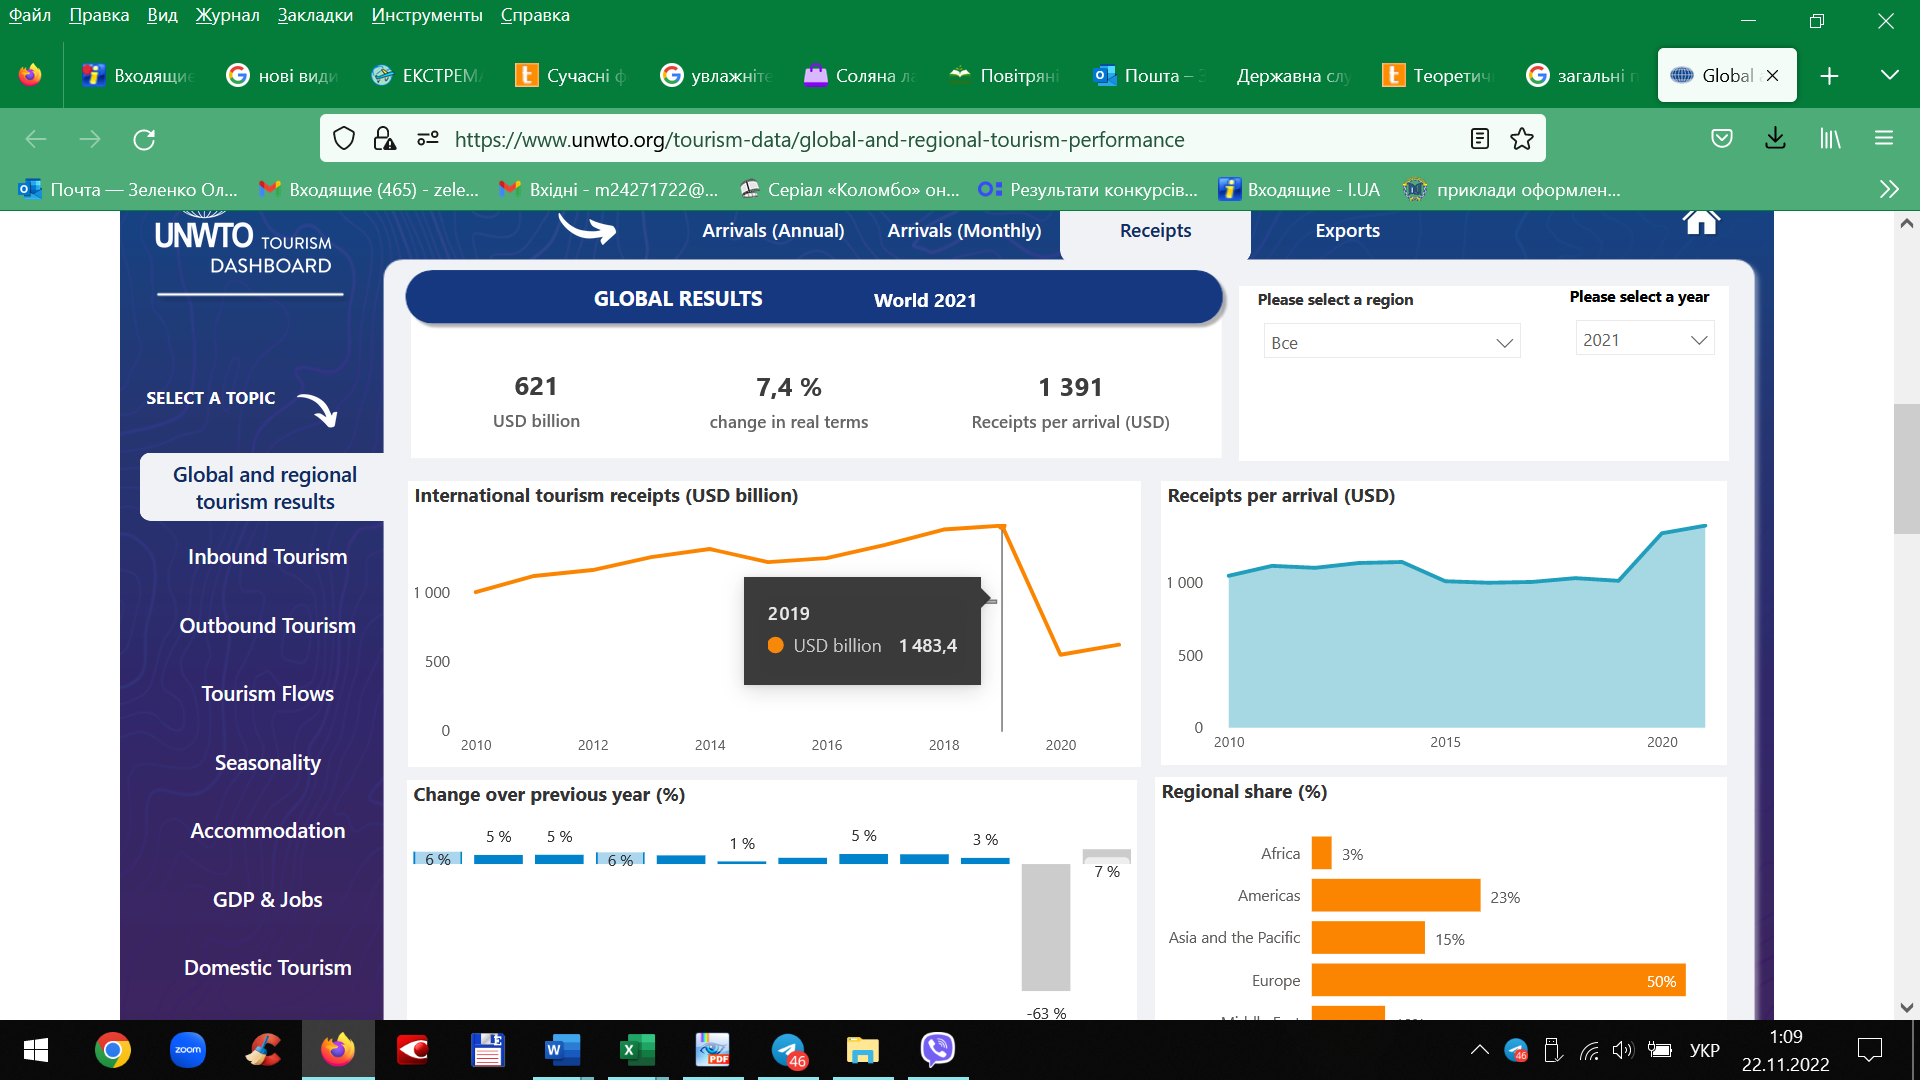 Файл Правка Вид Журнал Закладки Инструменты Справка
Входящие нові види ЕКСТРЕМА Сучасні ф увлажніте Соляна ла Повітряні Пошта – З Державна слу Теоретич загальні п Global a
https://www.unwto.org/tourism-data/global-and-regional-tourism-performance
Почта — Зеленко Ол... Входящие (465) - zele... Вхідні - m24271722@... Серіал «Коломбо» он... Результати конкурсів... Входящие - I.UA приклади оформлен...
UNWTO TOURISM
DASHBOARD
Arrivals (Annual) Arrivals (Monthly) Receipts Exports
GLOBAL RESULTS World 2021
Please select a region Please select a year
Все 2021
621 7,4 % 1 391
USD billion change in real terms Receipts per arrival (USD)
SELECT A TOPIC
Global and regional
tourism results
Inbound Tourism
Outbound Tourism
Tourism Flows
Seasonality
Accommodation
GDP & Jobs
Domestic Tourism
International tourism receipts (USD billion)
1 000
500
0
2010 2012 2014 2016 2018 2020
2019
USD billion 1 483,4
Receipts per arrival (USD)
1 000
500
0
2010 2015 2020
Change over previous year (%)
6 % 5 % 5 % 6 % 1 % 5 % 3 % -63 % 7 %
Regional share (%)
Africa 3%
Americas 23%
Asia and the Pacific 15%
Europe 50%
zoom
46
PDF
46
УКР
1:09
22.11.2022